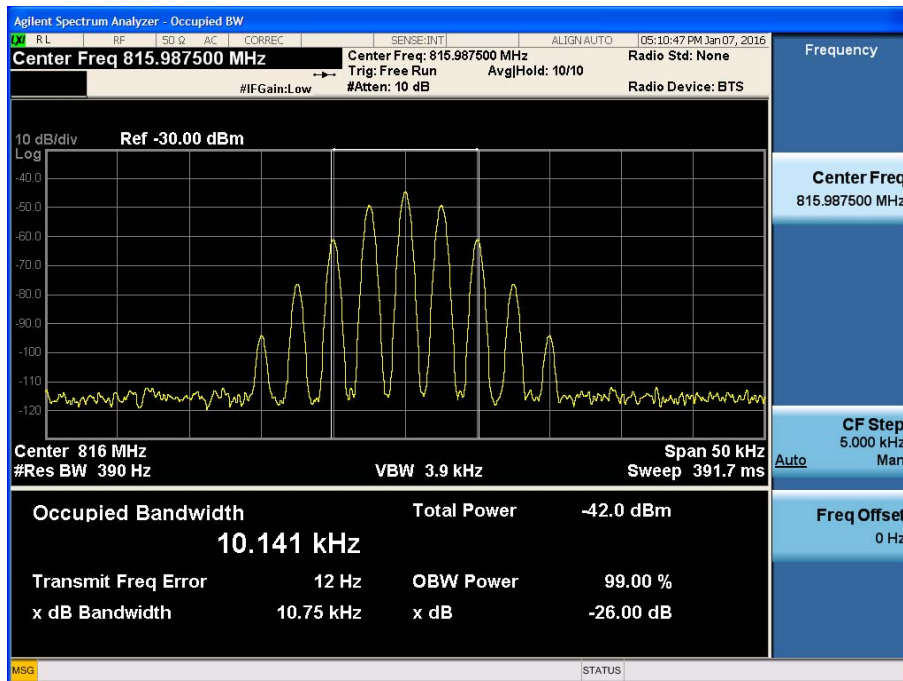 Agilent Spectrum Analyzer - Occupied BW
LXI RL RF 50 Ω AC CORREC SENSE:INT ALIGN AUTO 05:10:47 PM Jan 07, 2016
Center Freq 815.987500 MHz
Center Freq: 815.987500 MHz Radio Std: None
Trig: Free Run Avg|Hold: 10/10
#IFGain:Low #Atten: 10 dB Radio Device: BTS
10 dB/div Ref -30.00 dBm
Log
-40.0
-50.0
-60.0
-70.0
-80.0
-90.0
-100
-110
-120
Center 816 MHz Span 50 kHz
#Res BW 390 Hz VBW 3.9 kHz Sweep 391.7 ms
Occupied Bandwidth Total Power -42.0 dBm
10.141 kHz
Transmit Freq Error 12 Hz OBW Power 99.00 %
x dB Bandwidth 10.75 kHz x dB -26.00 dB
Frequency
Center Freq
815.987500 MHz
CF Step
5.000 kHz
Auto Man
Freq Offset
0 Hz
MSG STATUS